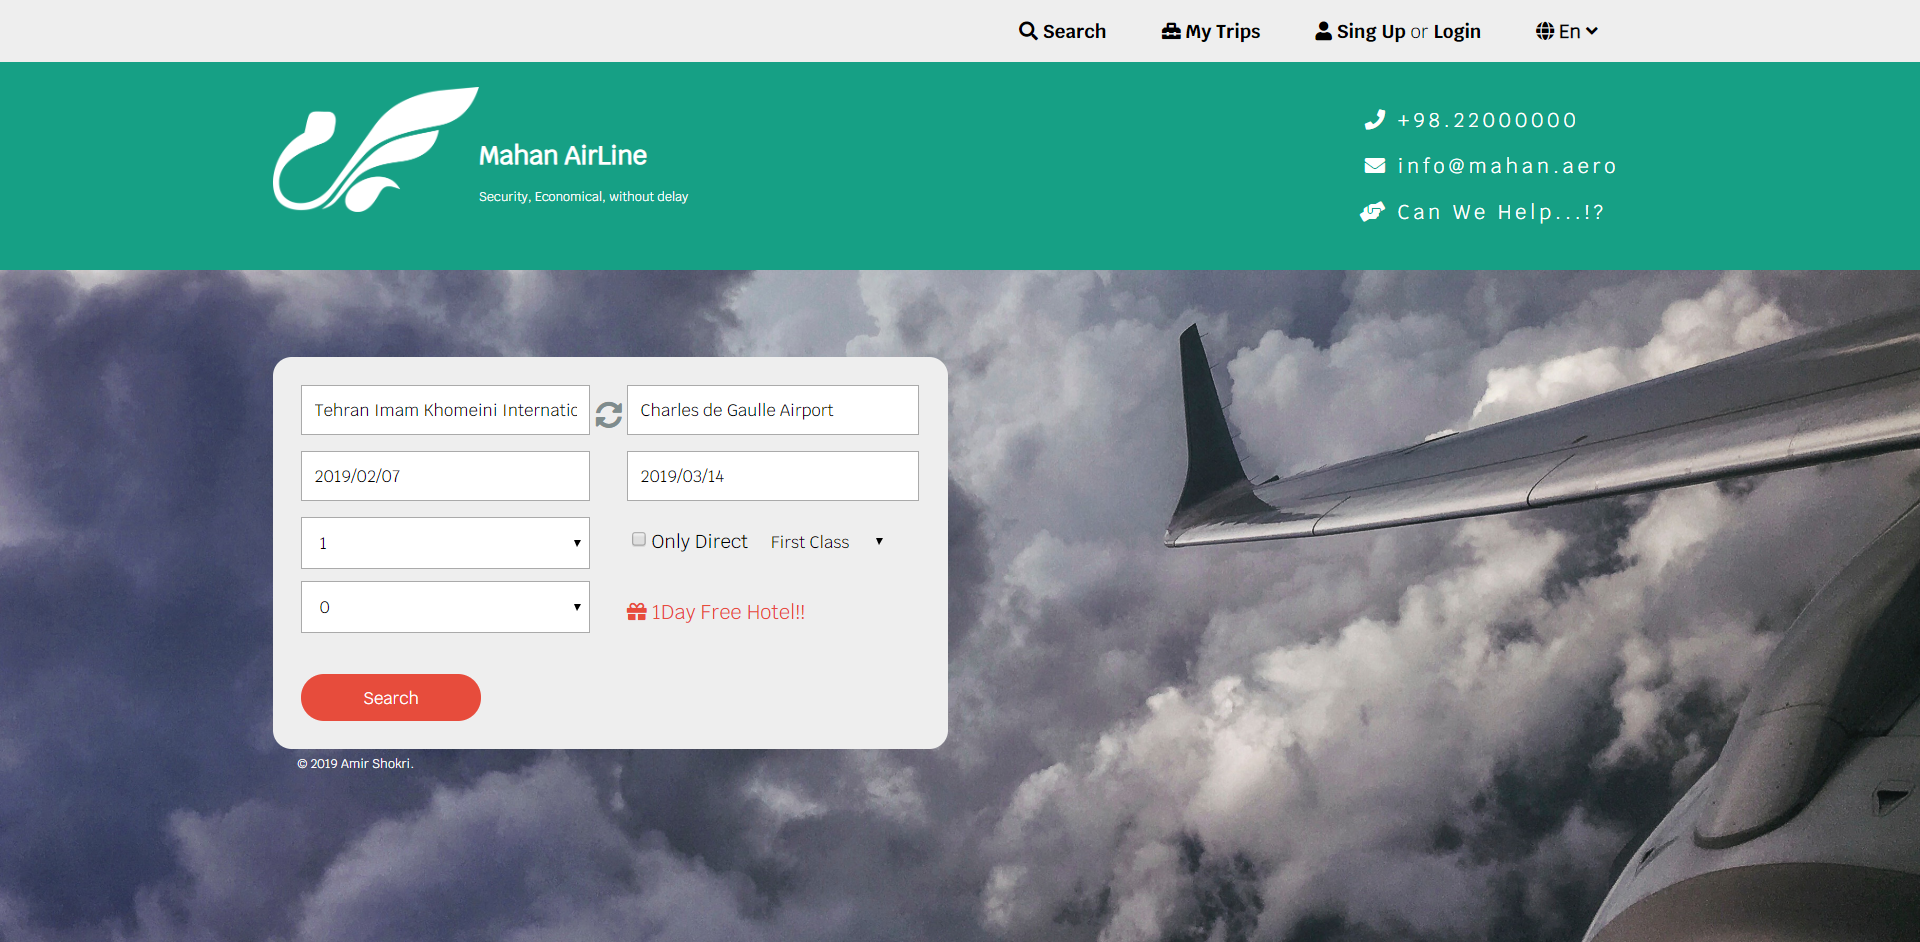 Search My Trips Sing Up or Login En
Mahan AirLine
Security, Economical, without delay
+98.22000000
info@mahan.aero
Can We Help...!?
Tehran Imam Khomeini Internatic Charles de Gaulle Airport
2019/02/07 2019/03/14
1 Only Direct First Class
0 1Day Free Hotel!!
Search
© 2019 Amir Shokri.